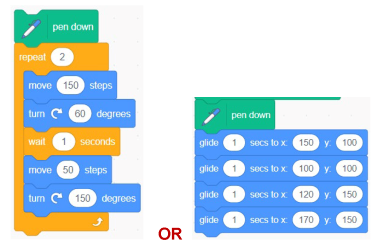 pen down
repeat 2
move 150 steps
turn 60 degrees
wait 1 seconds
move 50 steps
turn 150 degrees
OR
pen down
glide 1 secs to x: 150 y: 100
glide 1 secs to x: 100 y: 100
glide 1 secs to x: 120 y: 150
glide 1 secs to x: 170 y: 150